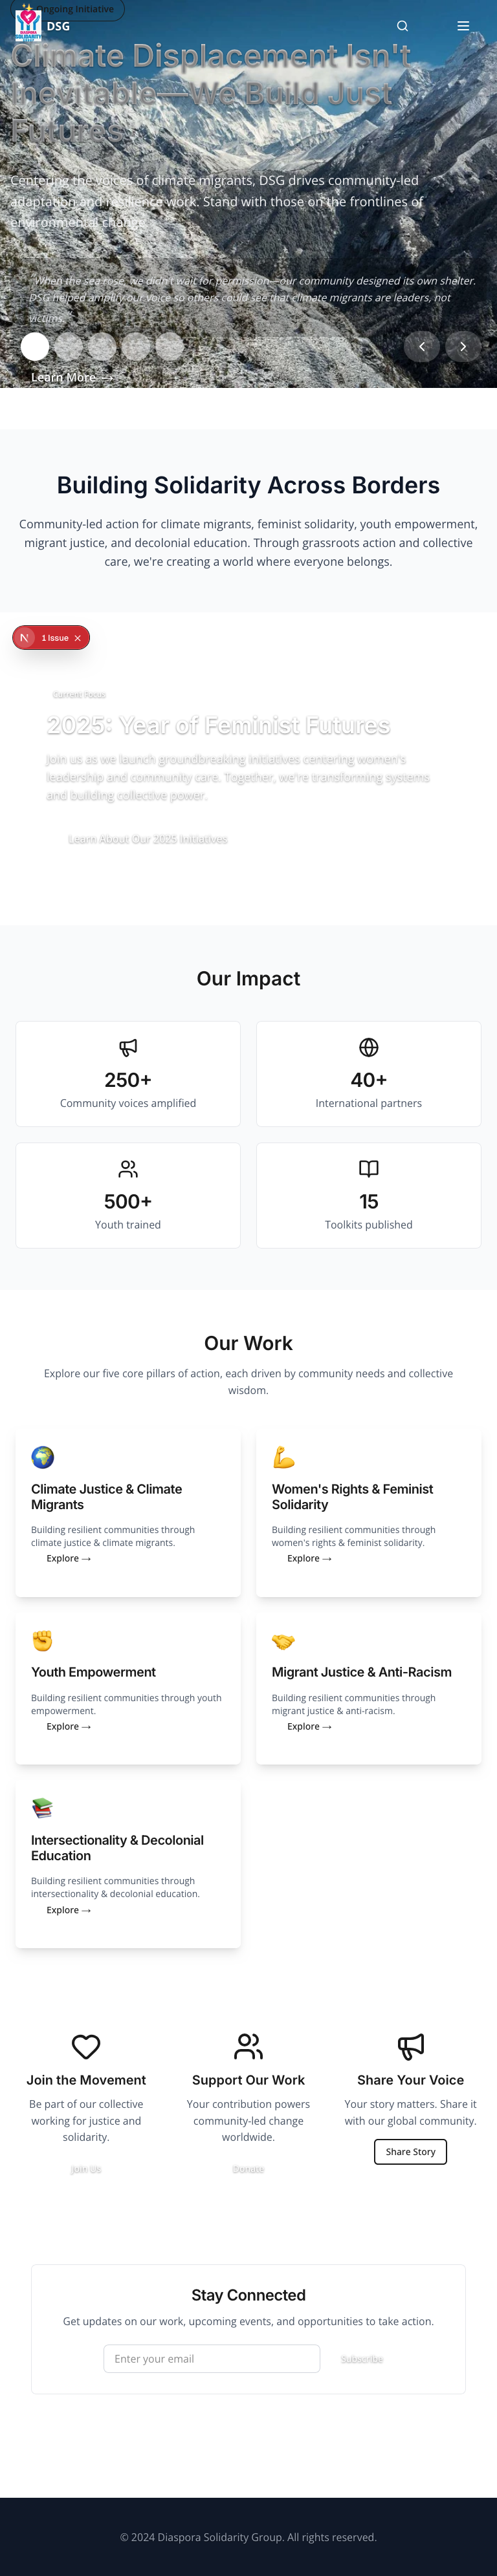 Ongoing Initiative
DSG
Climate Displacement Isn't
Inevitable—We Build Just
Futures
Centering the voices of climate migrants, DSG drives community-led
adaptation and resilience work. Stand with those on the frontlines of
environmental change.
"When the sea rose, we didn't wait for permission—our community designed its own shelter.
DSG helped amplify our voice so others could see that climate migrants are leaders, not
victims.
Learn More →
Building Solidarity Across Borders
Community-led action for climate migrants, feminist solidarity, youth empowerment,
migrant justice, and decolonial education. Through grassroots action and collective
care, we're creating a world where everyone belongs.
N 1 Issue ×
Current Focus
2025: Year of Feminist Futures
Join us as we launch groundbreaking initiatives centering women's
leadership and community care. Together, we're transforming systems
and building collective power.
Learn About Our 2025 Initiatives
Our Impact
250+
Community voices amplified
40+
International partners
500+
Youth trained
15
Toolkits published
Our Work
Explore our five core pillars of action, each driven by community needs and collective
wisdom.
Climate Justice & Climate
Migrants
Building resilient communities through
climate justice & climate migrants.
Explore →
Women's Rights & Feminist
Solidarity
Building resilient communities through
women's rights & feminist solidarity.
Explore →
Youth Empowerment
Building resilient communities through youth
empowerment.
Explore →
Migrant Justice & Anti-Racism
Building resilient communities through
migrant justice & anti-racism.
Explore →
Intersectionality & Decolonial
Education
Building resilient communities through
intersectionality & decolonial education.
Explore →
Join the Movement
Be part of our collective
working for justice and
solidarity.
Join Us
Support Our Work
Your contribution powers
community-led change
worldwide.
Donate
Share Your Voice
Your story matters. Share it
with our global community.
Share Story
Stay Connected
Get updates on our work, upcoming events, and opportunities to take action.
Enter your email
Subscribe
© 2024 Diaspora Solidarity Group. All rights reserved.